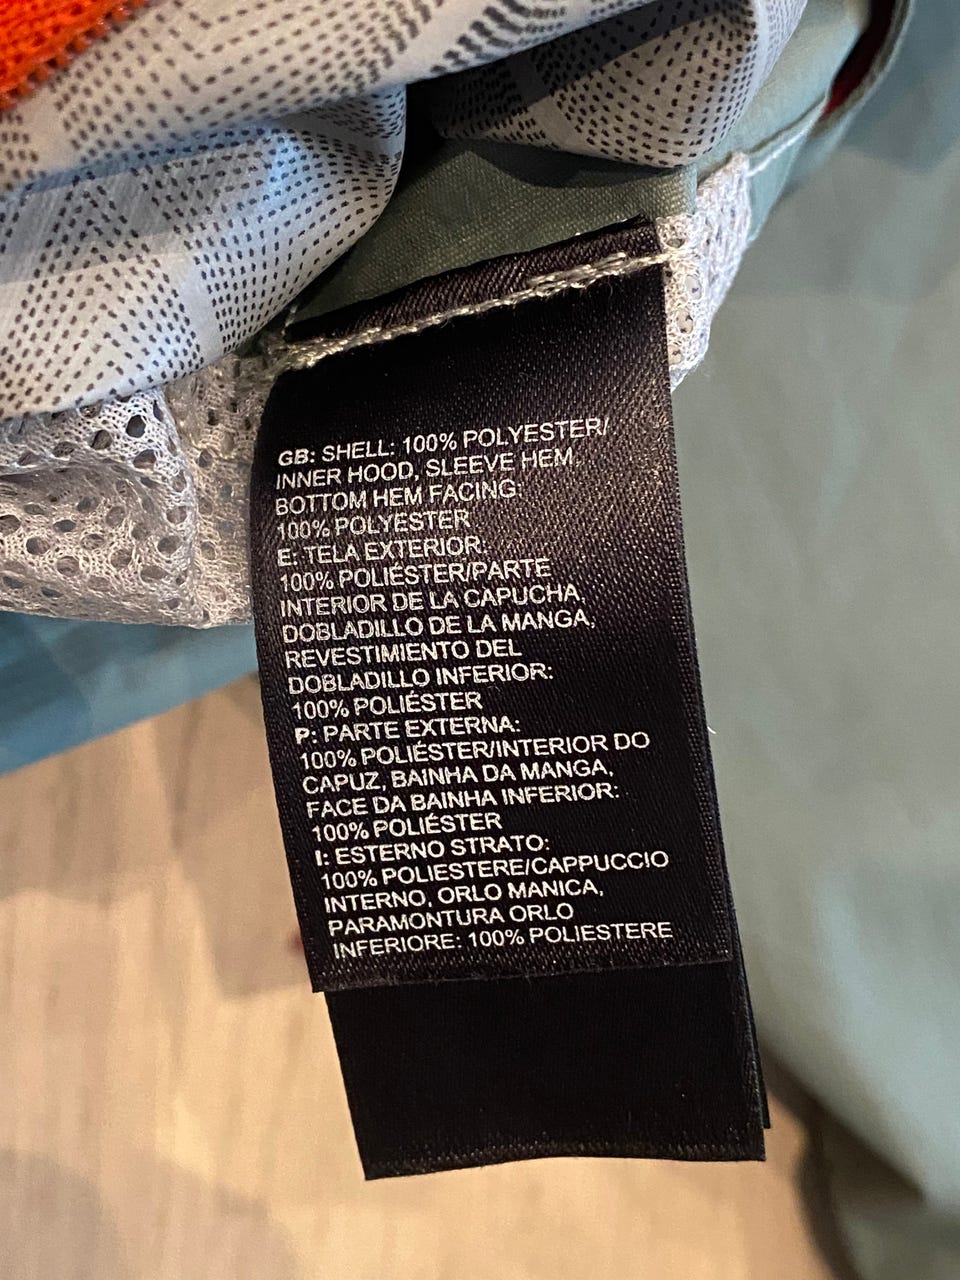 GB: SHELL: 100% POLYESTER/
INNER HOOD, SLEEVE HEM,
BOTTOM HEM FACING:
100% POLYESTER
E: TELA EXTERIOR:
100% POLIÉSTER/PARTE
INTERIOR DE LA CAPUCHA,
DOBLADILLO DE LA MANGA,
REVESTIMIENTO DEL
DOBLADILLO INFERIOR:
100% POLIÉSTER
P: PARTE EXTERNA:
100% POLIÉSTER/INTERIOR DO
CAPUZ, BAINHA DA MANGA,
FACE DA BAINHA INFERIOR:
100% POLIÉSTER
I: ESTERNO STRATO:
100% POLIESTERE/CAPPUCCIO
INTERNO, ORLO MANICA,
PARAMONTURA ORLO
INFERIORE: 100% POLIESTERE